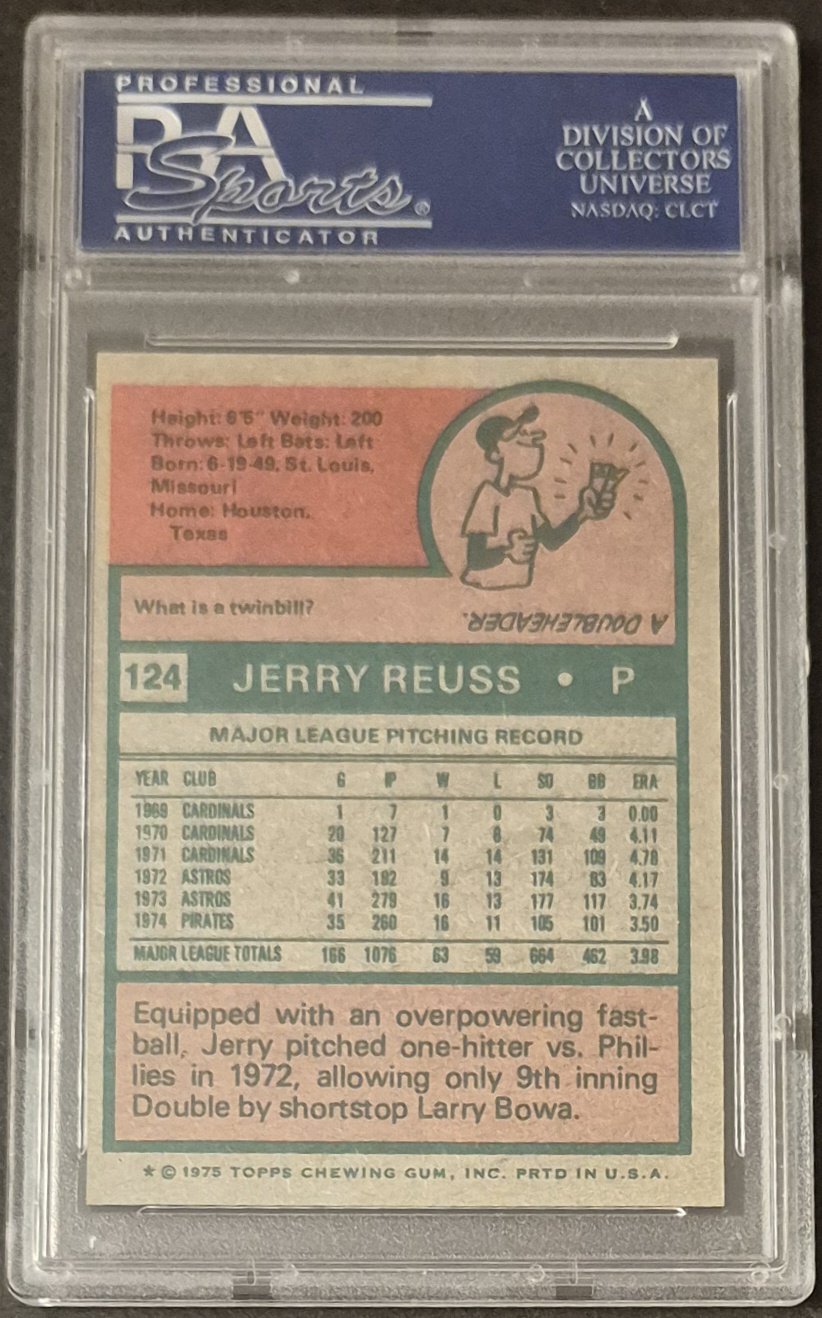 PROFESSIONAL
PSA
Sports®
AUTHENTICATOR
A
DIVISION OF
COLLECTORS
UNIVERSE
NASDAQ: CLCT
Height: 6'5" Weight: 200
Throws: Left Bats: Left
Born: 6-19-49, St. Louis,
Missouri
Home: Houston,
Texas
What is a twinbill?
A DOUBLEHEADER.
124 JERRY REUSS • P
MAJOR LEAGUE PITCHING RECORD
YEAR CLUB G IP W L SO BB ERA
1969 CARDINALS 1 7 1 0 3 3 0.00
1970 CARDINALS 20 127 7 8 74 49 4.11
1971 CARDINALS 36 211 14 14 131 109 4.78
1972 ASTROS 33 192 9 13 174 83 4.17
1973 ASTROS 41 279 16 13 177 117 3.74
1974 PIRATES 35 260 16 11 105 101 3.50
MAJOR LEAGUE TOTALS 166 1076 63 59 664 462 3.98
Equipped with an overpowering fast-
ball, Jerry pitched one-hitter vs. Phil-
lies in 1972, allowing only 9th inning
Double by shortstop Larry Bowa.
★ © 1975 TOPPS CHEWING GUM, INC. PRTD IN U.S.A.